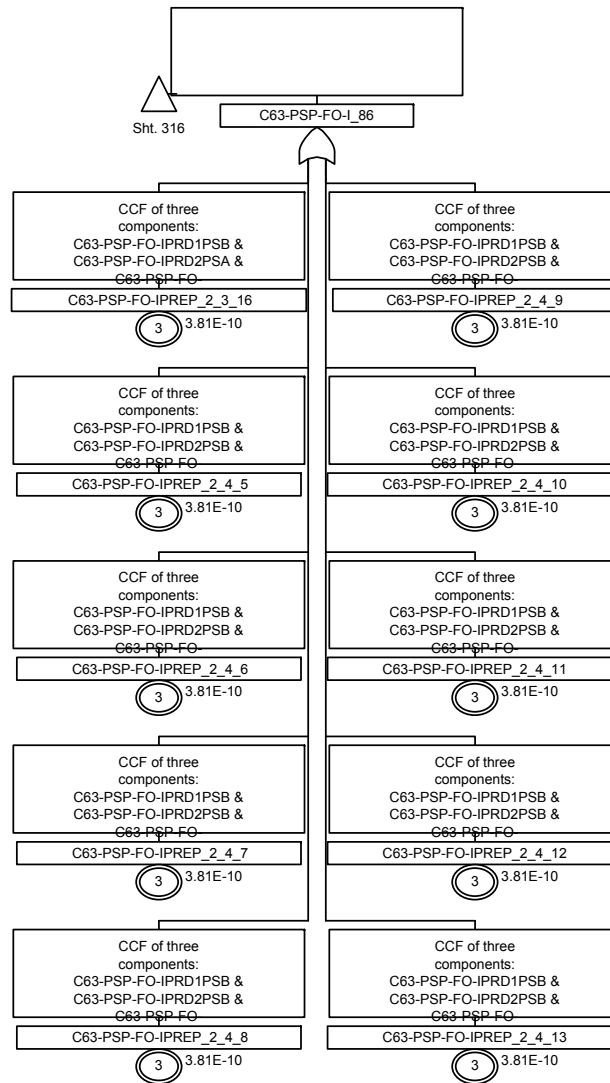 Sht. 316
C63-PSP-FO-I_86
CCF of three
components:
C63-PSP-FO-IPRD1PSB &
C63-PSP-FO-IPRD2PSA &
C63-PSP-FO-
C63-PSP-FO-IPREP_2_3_16
3
3.81E-10
CCF of three
components:
C63-PSP-FO-IPRD1PSB &
C63-PSP-FO-IPRD2PSB &
C63-PSP-FO-
C63-PSP-FO-IPREP_2_4_9
3
3.81E-10
CCF of three
components:
C63-PSP-FO-IPRD1PSB &
C63-PSP-FO-IPRD2PSB &
C63-PSP-FO-
C63-PSP-FO-IPREP_2_4_5
3
3.81E-10
CCF of three
components:
C63-PSP-FO-IPRD1PSB &
C63-PSP-FO-IPRD2PSB &
C63-PSP-FO-
C63-PSP-FO-IPREP_2_4_10
3
3.81E-10
CCF of three
components:
C63-PSP-FO-IPRD1PSB &
C63-PSP-FO-IPRD2PSB &
C63-PSP-FO-
C63-PSP-FO-IPREP_2_4_6
3
3.81E-10
CCF of three
components:
C63-PSP-FO-IPRD1PSB &
C63-PSP-FO-IPRD2PSB &
C63-PSP-FO-
C63-PSP-FO-IPREP_2_4_11
3
3.81E-10
CCF of three
components:
C63-PSP-FO-IPRD1PSB &
C63-PSP-FO-IPRD2PSB &
C63-PSP-FO-
C63-PSP-FO-IPREP_2_4_7
3
3.81E-10
CCF of three
components:
C63-PSP-FO-IPRD1PSB &
C63-PSP-FO-IPRD2PSB &
C63-PSP-FO-
C63-PSP-FO-IPREP_2_4_12
3
3.81E-10
CCF of three
components:
C63-PSP-FO-IPRD1PSB &
C63-PSP-FO-IPRD2PSB &
C63-PSP-FO-
C63-PSP-FO-IPREP_2_4_8
3
3.81E-10
CCF of three
components:
C63-PSP-FO-IPRD1PSB &
C63-PSP-FO-IPRD2PSB &
C63-PSP-FO-
C63-PSP-FO-IPREP_2_4_13
3
3.81E-10